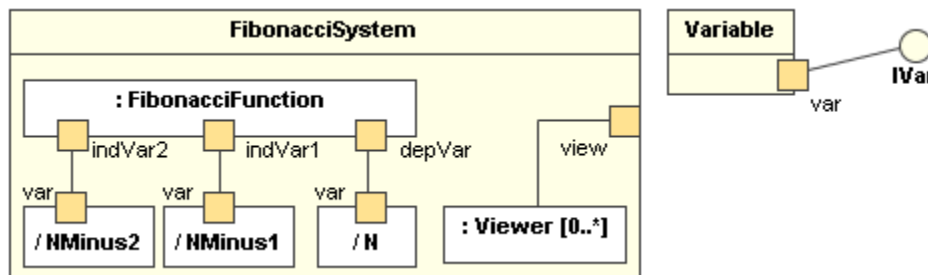 FibonacciSystem
Variable
: FibonacciFunction
IVar
var
indVar2
indVar1
depVar
view
var
var
var
/ NMinus2
/ NMinus1
/ N
: Viewer [0..*]